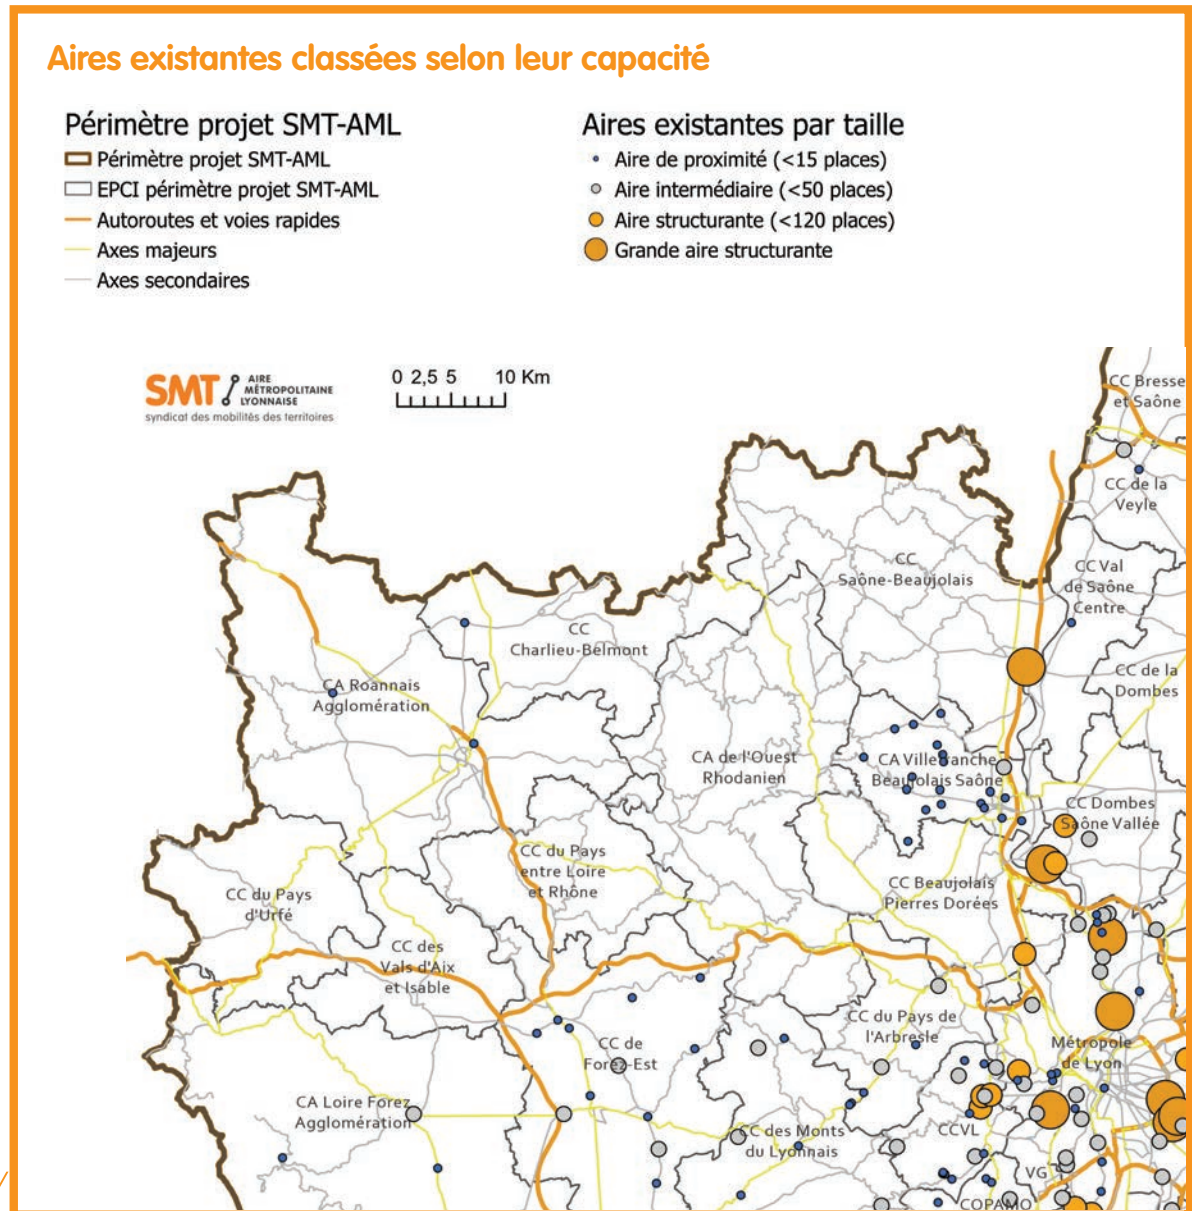 Aires existantes classées selon leur capacité
Périmètre projet SMT-AML
Périmètre projet SMT-AML
EPCI périmètre projet SMT-AML
Autoroutes et voies rapides
Axes majeurs
Axes secondaires
Aires existantes par taille
Aire de proximité (<15 places)
Aire intermédiaire (<50 places)
Aire structurante (<120 places)
Grande aire structurante
SMT
AIRE
MÉTROPOLITAINE
LYONNAISE
syndicat des mobilités des territoires
0 2,5 5 10 Km
CC Bresse
et Saône
CC de la
Veyle
CC
Saône-Beaujolais
CC Val
de Saône
Centre
CC
Charlieu-Belmont
CA Roannais
Agglomération
CC de la
Dombes
CA de l'Ouest
Rhodanien
CA Villefranche
Beaujolais Saône
CC Dombes
Saône Vallée
CC du Pays
entre Loire
et Rhône
CC du Pays
d'Urfé
CC Beaujolais
Pierres Dorées
CC des
Vals d'Aix
et Isable
CC du Pays de
l'Arbresle
CC de
Forez-Est
Métropole
de Lyon
CA Loire Forez
Agglomération
CC des Monts
du Lyonnais
CCVL
VG
COPAMO